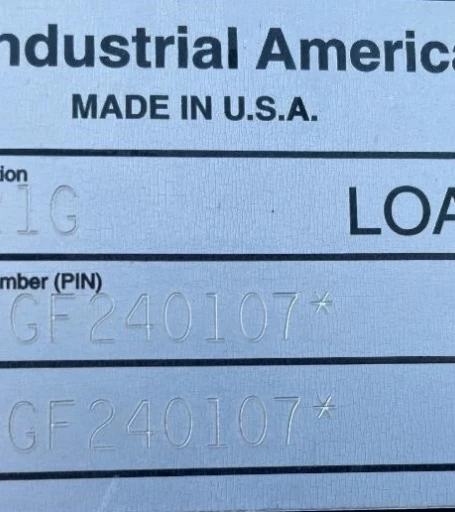 ndustrial Americ
MADE IN U.S.A.
ion
1G LOA
mber (PIN)
GF240107*
GF240107*